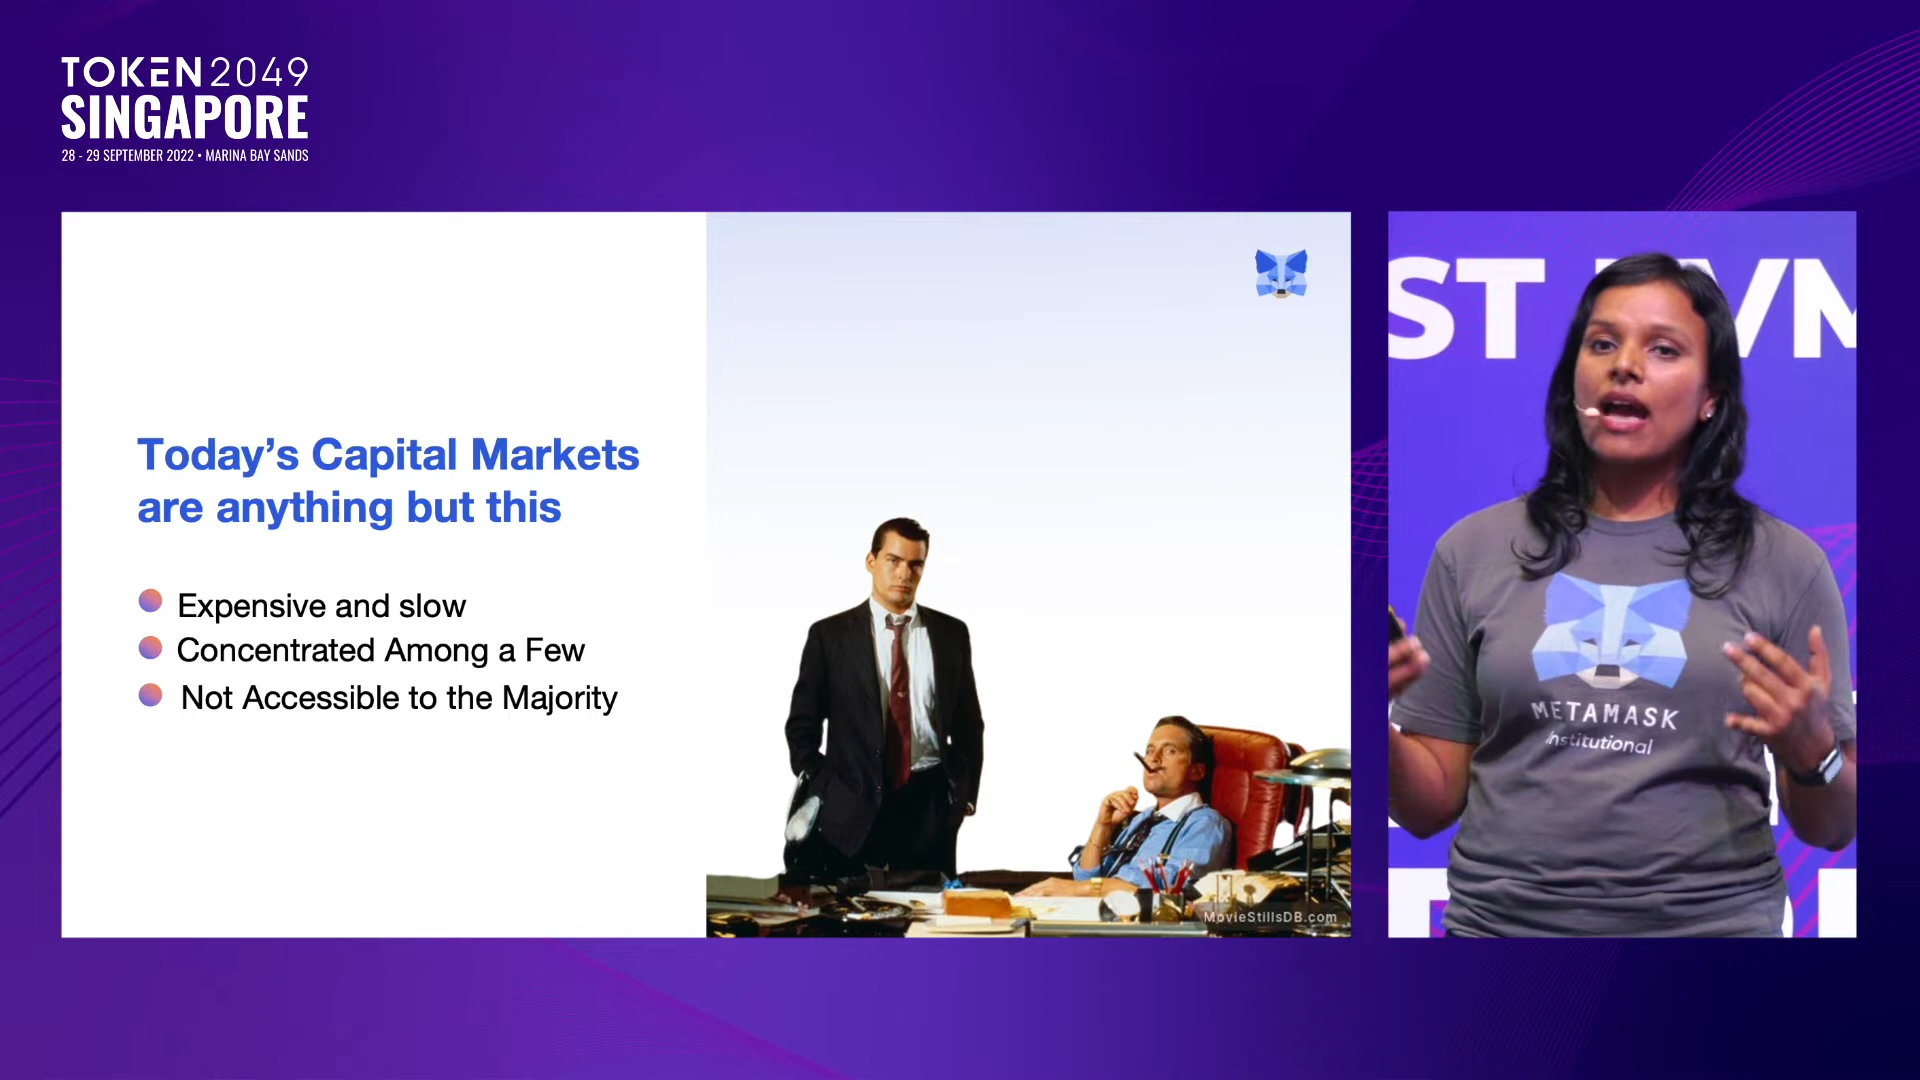 TOKEN2049
SINGAPORE
28 - 29 SEPTEMBER 2022 • MARINA BAY SANDS
Today’s Capital Markets
are anything but this
Expensive and slow
Concentrated Among a Few
Not Accessible to the Majority
MovieStillsDB.com
ST
METAMASK
Institutional